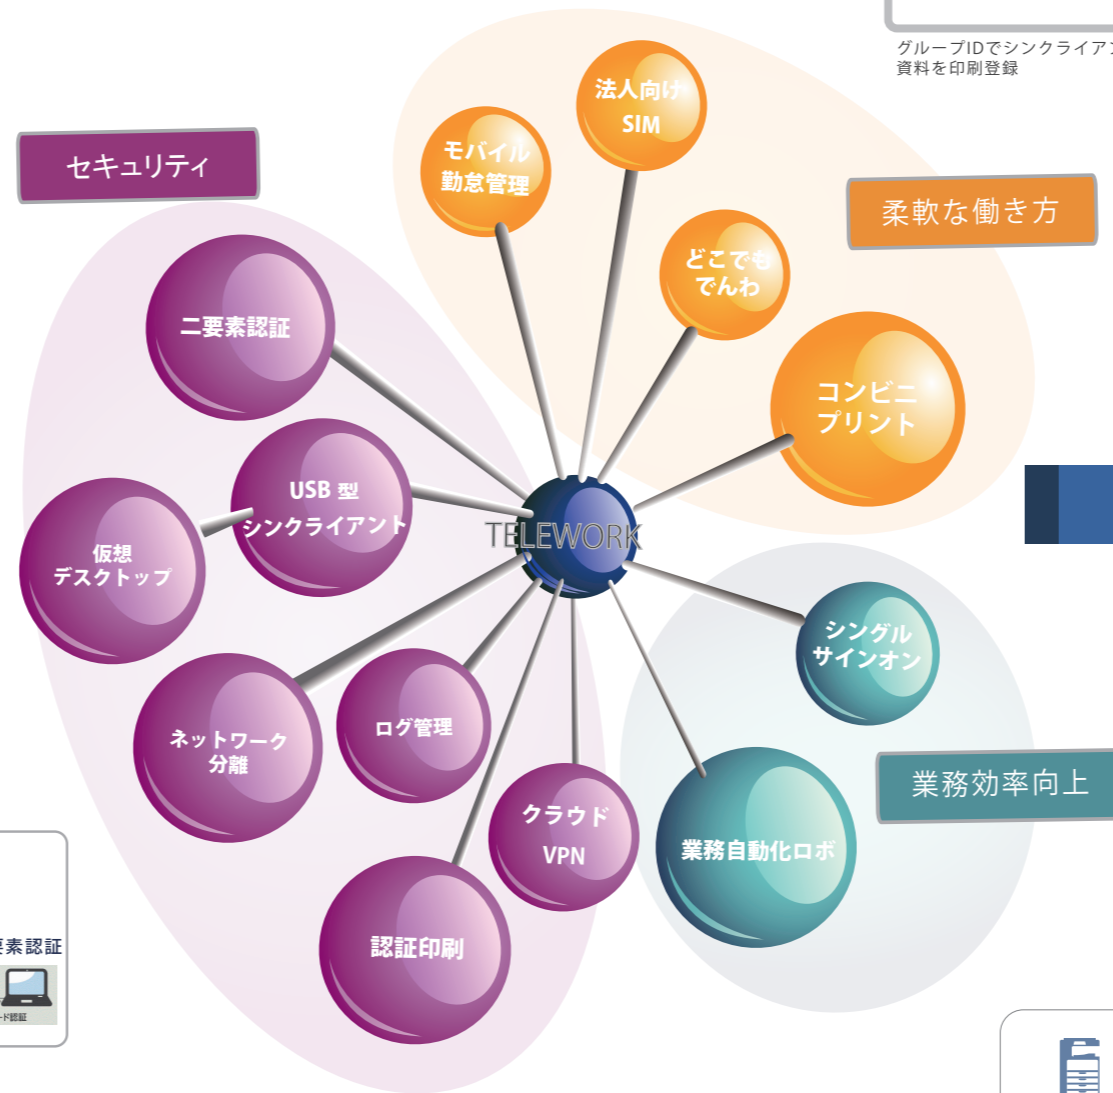 グループIDでシンクライアン
資料を印刷登録
セキュリティ
法人向け
SIM
モバイル
勤怠管理
柔軟な働き方
どこでも
でんわ
二要素認証
コンビニ
プリント
USB 型
シンクライアント
TELEWORK
仮想
デスクトップ
シングル
サインオン
ネットワーク
分離
ログ管理
業務効率向上
クラウド
VPN
業務自動化ロボ
認証印刷
要素認証
ード認証